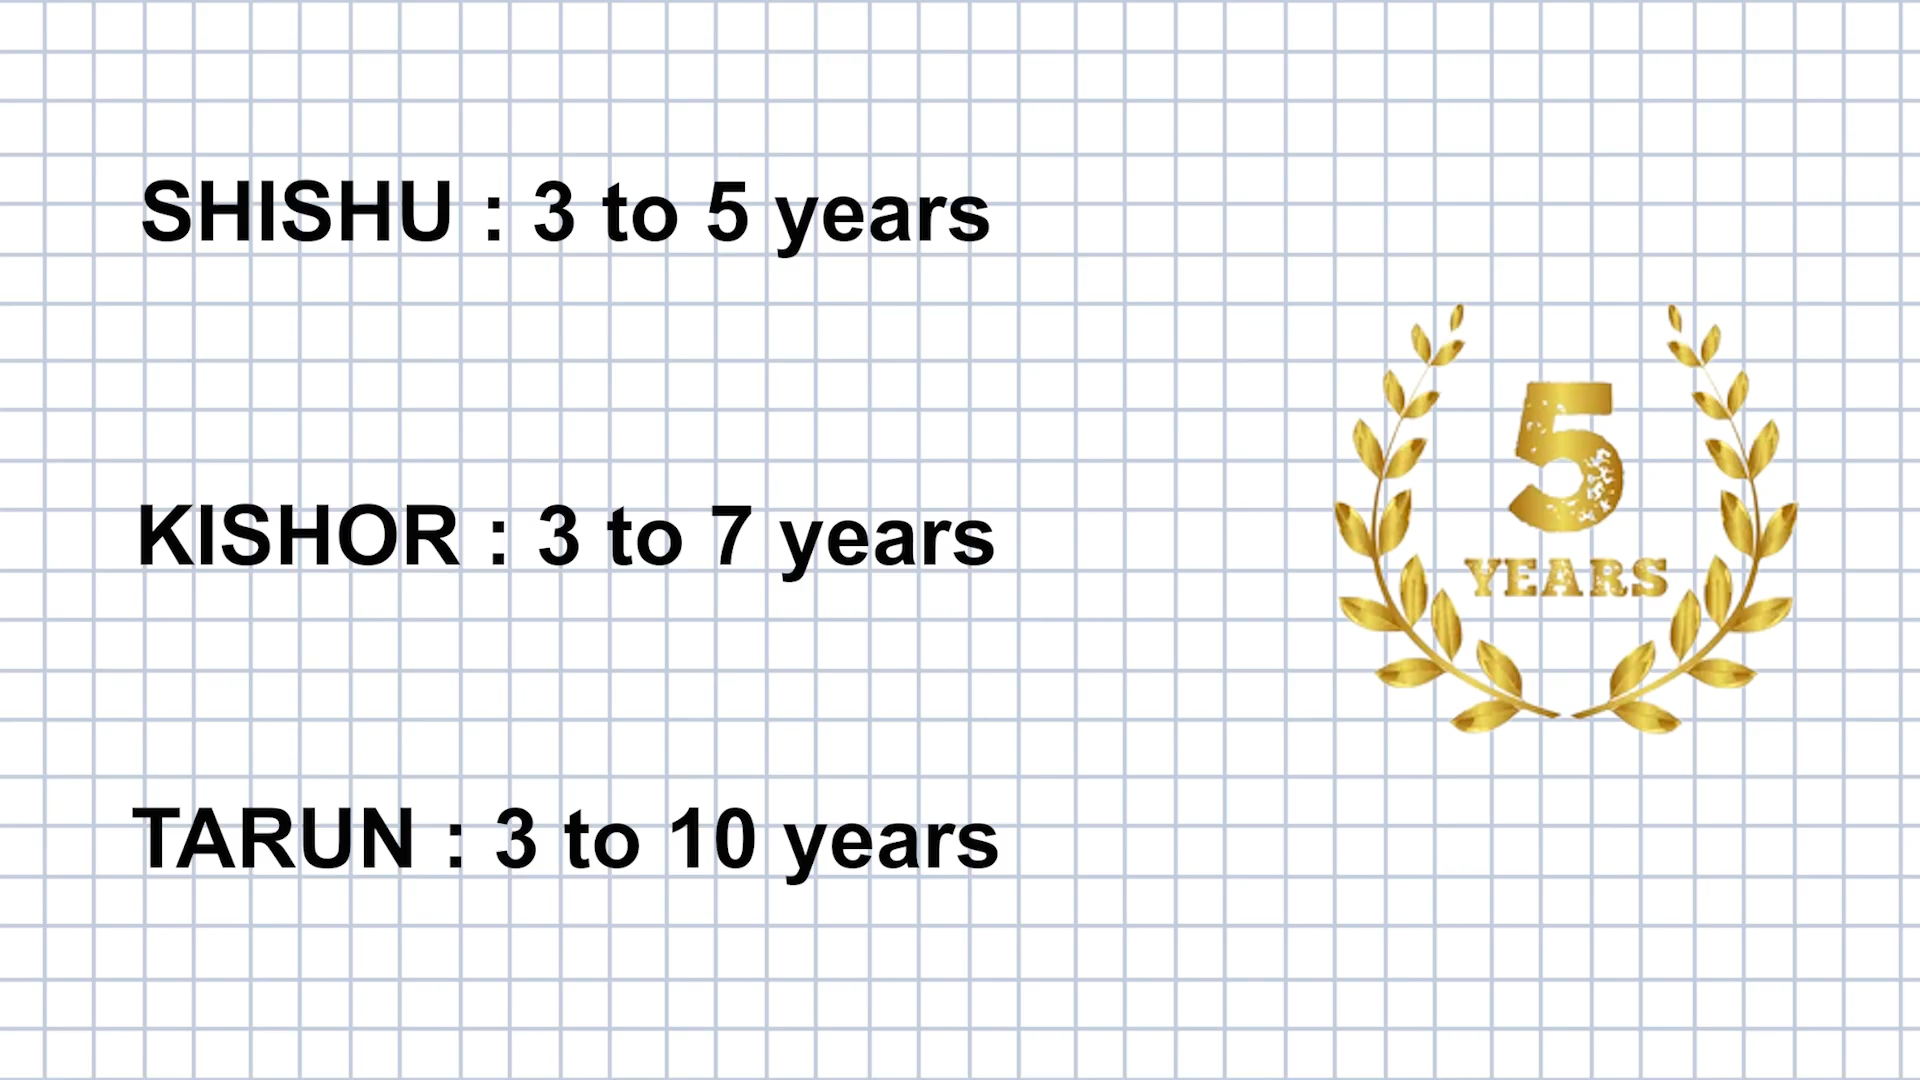 SHISHU : 3 to 5 years
KISHOR : 3 to 7 years
5
YEARS
TARUN : 3 to 10 years